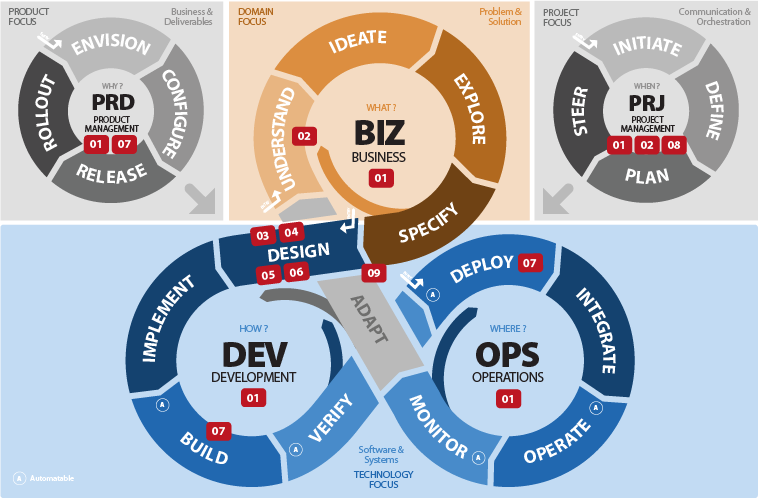 PRODUCT
FOCUS
Business &
Deliverables
ENVISION
CONFIGURE
RELEASE
ROLLOUT
WHY ?
PRD
PRODUCT
MANAGEMENT
01 07
DOMAIN
FOCUS
Problem &
Solution
IDEATE
EXPLORE
SPECIFY
UNDERSTAND
02
WHAT ?
BIZ
BUSINESS
01
PROJECT
FOCUS
Communication &
Orchestration
INITIATE
DEFINE
PLAN
STEER
WHEN ?
PRJ
PROJECT
MANAGEMENT
01 02 08
03 04
DESIGN
05 06
09
ADAPT
IMPLEMENT
BUILD
07
A
VERIFY
A
HOW ?
DEV
DEVELOPMENT
01
DEPLOY
07
A
INTEGRATE
OPERATE
A
MONITOR
A
WHERE ?
OPS
OPERATIONS
01
Software &
Systems
TECHNOLOGY
FOCUS
A Automatable